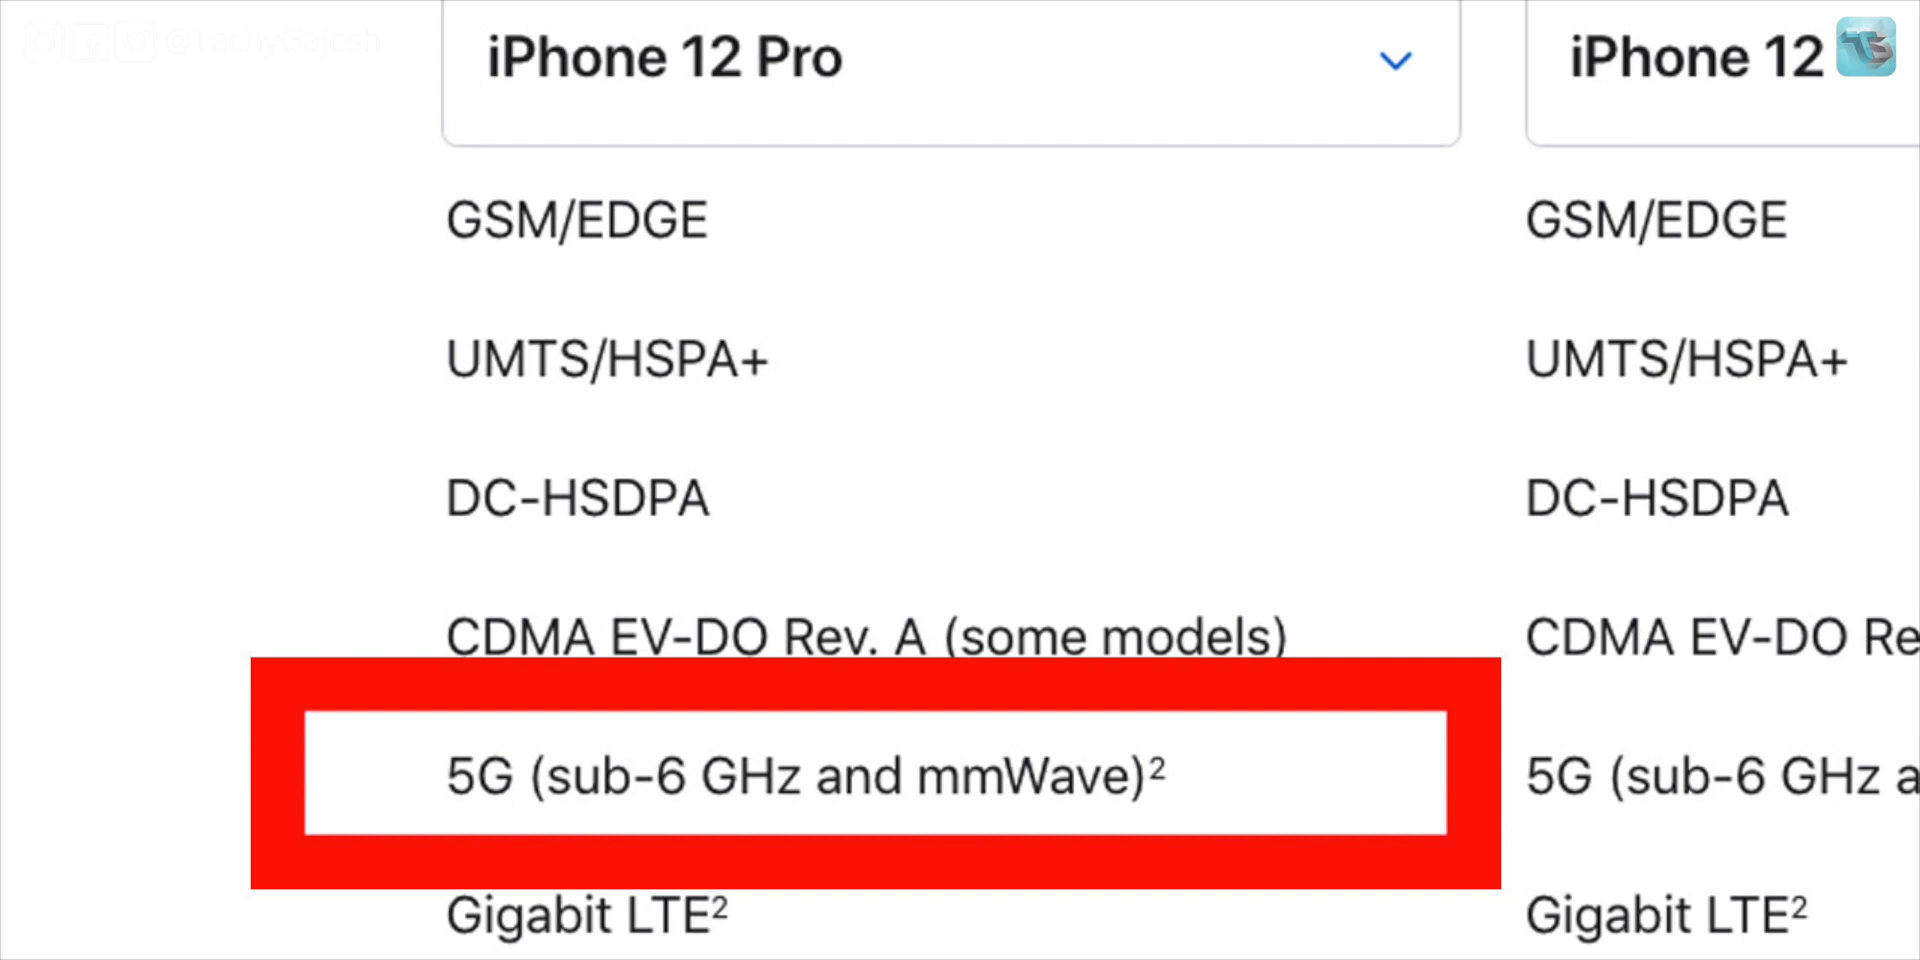 @TechyGajesh
iPhone 12 Pro
iPhone 12
GSM/EDGE
GSM/EDGE
UMTS/HSPA+
UMTS/HSPA+
DC-HSDPA
DC-HSDPA
CDMA EV-DO Rev. A (some models)
CDMA EV-DO Re
5G (sub-6 GHz and mmWave)²
5G (sub-6 GHz a
Gigabit LTE²
Gigabit LTE²